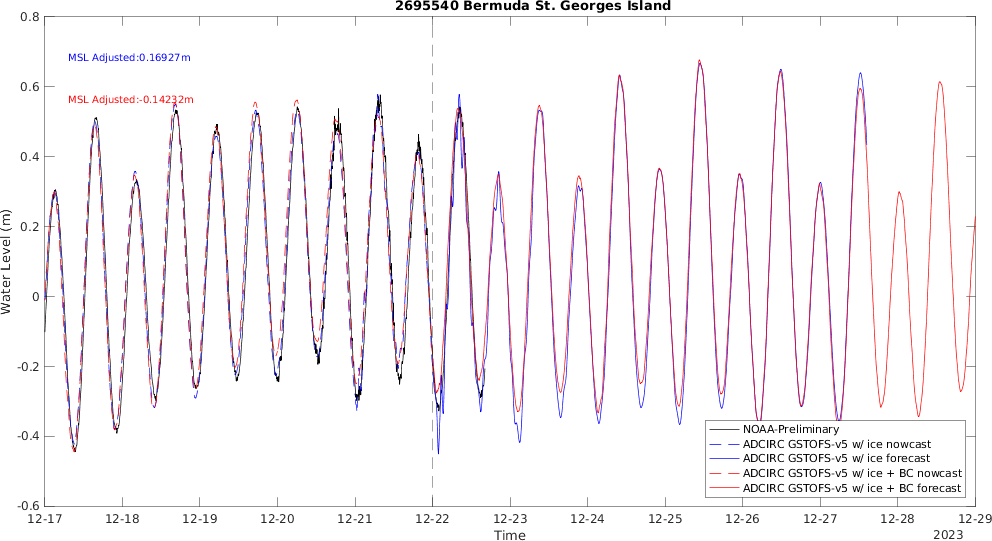 2695540 Bermuda St. Georges Island
0.8
MSL Adjusted:0.16927m
0.6
MSL Adjusted:-0.14232m
0.4
0.2
Water Level (m)
0
-0.2
-0.4
NOAA-Preliminary
ADCIRC GSTOFS-v5 w/ ice nowcast
ADCIRC GSTOFS-v5 w/ ice forecast
ADCIRC GSTOFS-v5 w/ ice + BC nowcast
ADCIRC GSTOFS-v5 w/ ice + BC forecast
-0.6
12-17 12-18 12-19 12-20 12-21 12-22 12-23 12-24 12-25 12-26 12-27 12-28 12-29
Time
2023